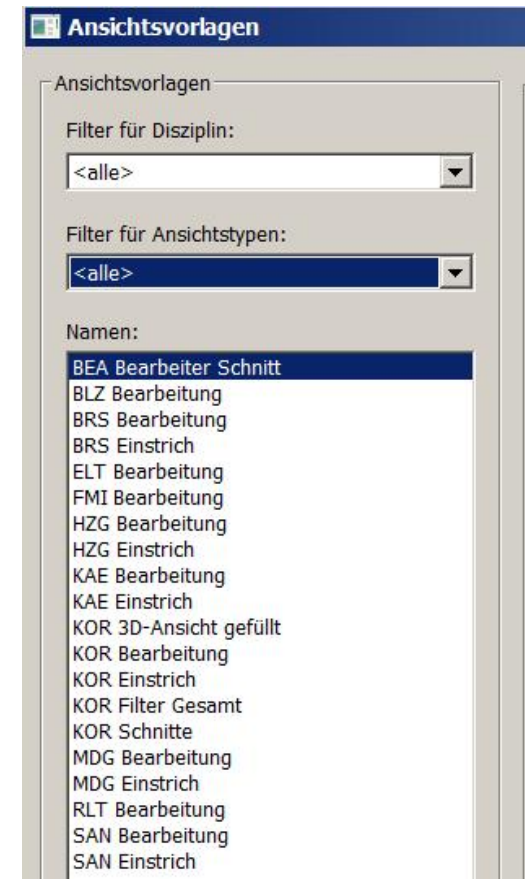 Ansichtsvorlagen
Ansichtsvorlagen
Filter für Disziplin:
<alle>
Filter für Ansichtstypen:
<alle>
Namen:
BEA Bearbeiter Schnitt
BLZ Bearbeitung
BRS Bearbeitung
BRS Einstrich
ELT Bearbeitung
FMI Bearbeitung
HZG Bearbeitung
HZG Einstrich
KAE Bearbeitung
KAE Einstrich
KOR 3D-Ansicht gefüllt
KOR Bearbeitung
KOR Einstrich
KOR Filter Gesamt
KOR Schnitte
MDG Bearbeitung
MDG Einstrich
RLT Bearbeitung
SAN Bearbeitung
SAN Einstrich